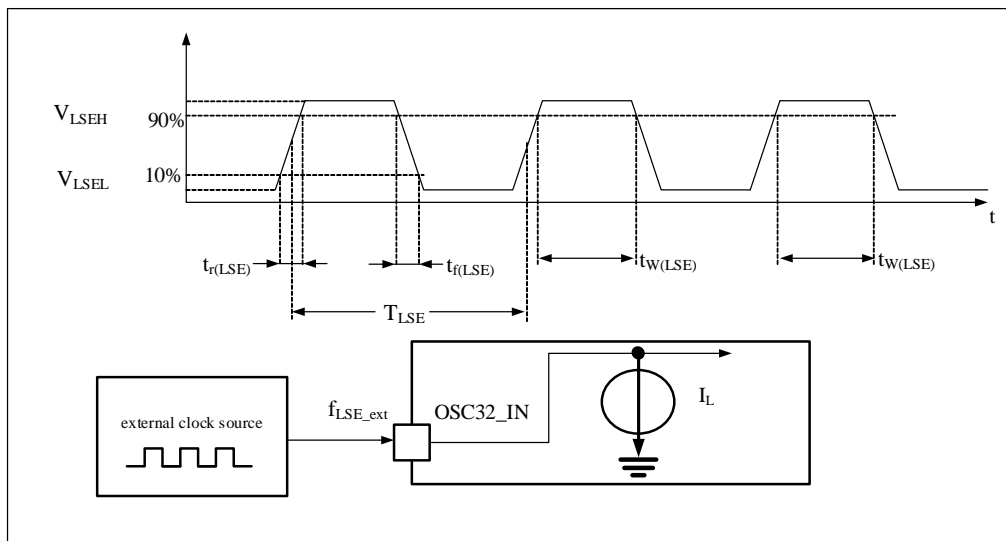 V_LSEH
90%
10%
V_LSEL
t
t_r(LSE)
t_f(LSE)
t_W(LSE)
t_W(LSE)
T_LSE
external clock source
f_LSE_ext
OSC32_IN
I_L